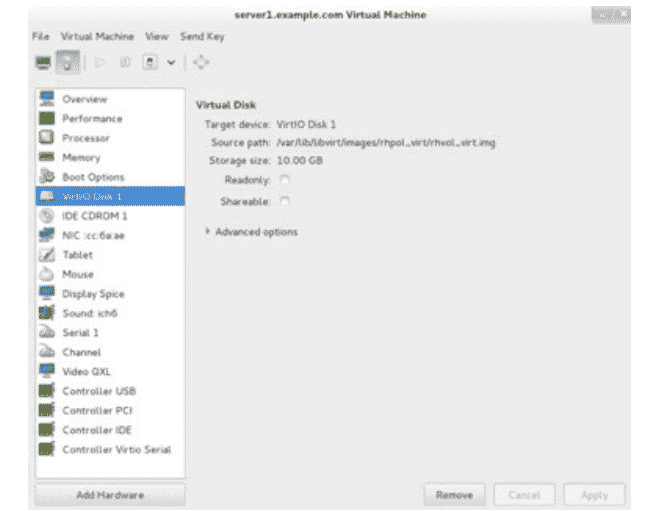 server1.example.com Virtual Machine
File Virtual Machine View Send Key
Overview
Performance
Processor
Memory
Boot Options
VirtIO Disk 1
IDE CDROM 1
NIC :cc:6a:ae
Tablet
Mouse
Display Spice
Sound: ich6
Serial 1
Channel
Video QXL
Controller USB
Controller PCI
Controller IDE
Controller Virtio Serial
Add Hardware
Virtual Disk
Target device: VirtIO Disk 1
Source path: /var/lib/libvirt/images/rhpol_virt/rhvol_virt.img
Storage size: 10.00 GB
Readonly:
Shareable:
Advanced options
Remove Cancel Apply